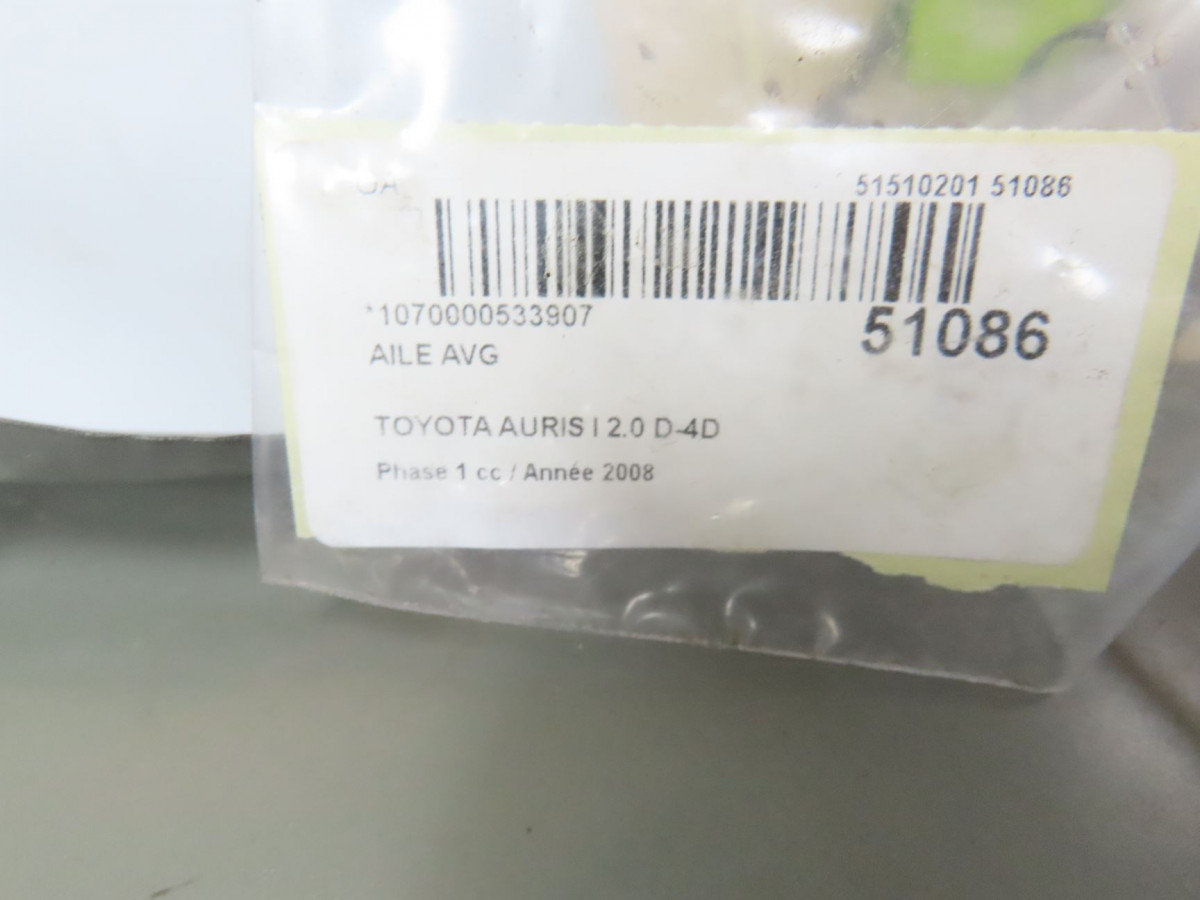 51510201 51086
*1070000533907
51086
AILE AVG
TOYOTA AURIS I 2.0 D-4D
Phase 1 cc / Année 2008